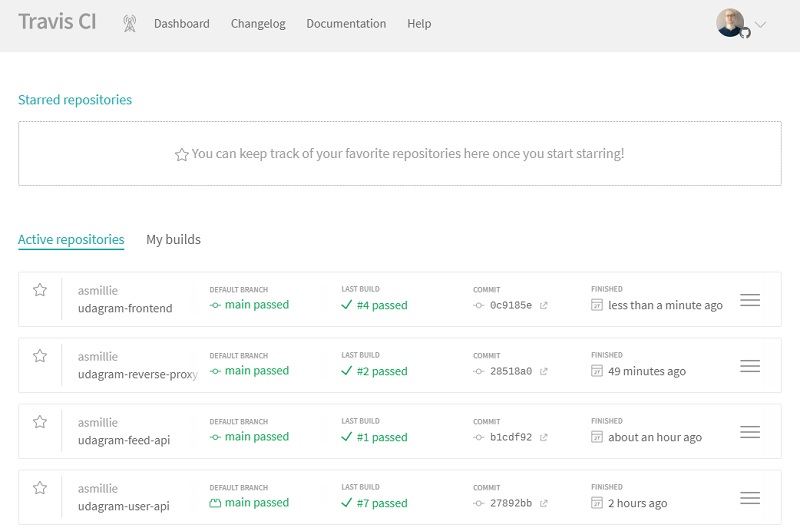 Travis CI Dashboard Changelog Documentation Help
Starred repositories
You can keep track of your favorite repositories here once you start starring!
Active repositories My builds
asmillie DEFAULT BRANCH LAST BUILD COMMIT FINISHED
udagram-frontend main passed #4 passed 0c9185e less than a minute ago
asmillie DEFAULT BRANCH LAST BUILD COMMIT FINISHED
udagram-reverse-proxy main passed #2 passed 28518a0 49 minutes ago
asmillie DEFAULT BRANCH LAST BUILD COMMIT FINISHED
udagram-feed-api main passed #1 passed b1cdf92 about an hour ago
asmillie DEFAULT BRANCH LAST BUILD COMMIT FINISHED
udagram-user-api main passed #7 passed 27892bb 2 hours ago